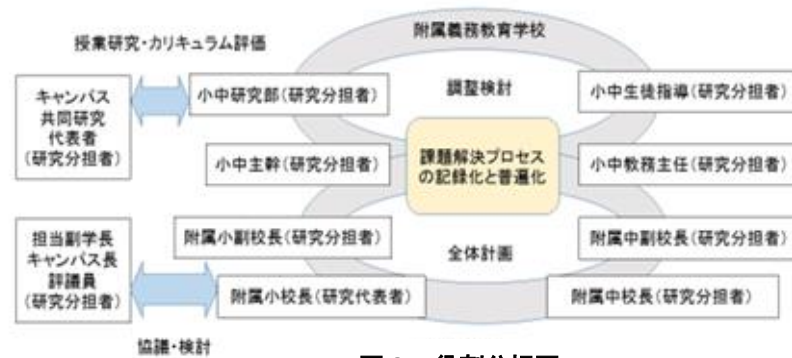 附属義務教育学校
授業研究・カリキュラム評価
キャンパス
共同研究
代表者
(研究分担者)
小中研究部(研究分担者)
調整検討
小中生徒指導(研究分担者)
小中主幹(研究分担者)
課題解決プロセス
の記録化と普遍化
小中教務主任(研究分担者)
担当副学長
キャンパス長
評議員
(研究分担者)
附属小副校長(研究分担者)
全体計画
附属中副校長(研究分担者)
附属小校長(研究代表者)
附属中校長(研究分担者)
協議・検討